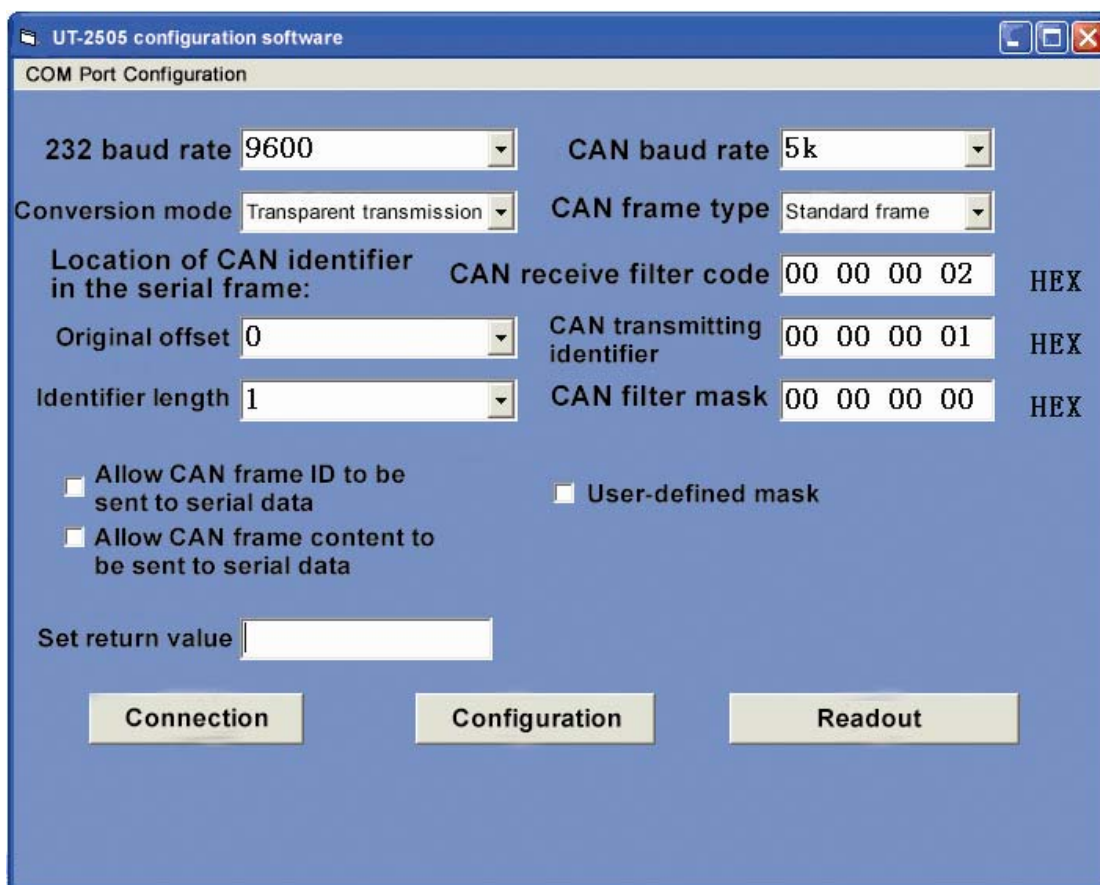 UT-2505 configuration software
COM Port Configuration
232 baud rate 9600
CAN baud rate 5k
Conversion mode Transparent transmission
CAN frame type Standard frame
Location of CAN identifier
in the serial frame:
CAN receive filter code 00 00 00 02 HEX
Original offset 0
CAN transmitting
identifier 00 00 00 01 HEX
Identifier length 1
CAN filter mask 00 00 00 00 HEX
Allow CAN frame ID to be
sent to serial data
User-defined mask
Allow CAN frame content to
be sent to serial data
Set return value
Connection
Configuration
Readout